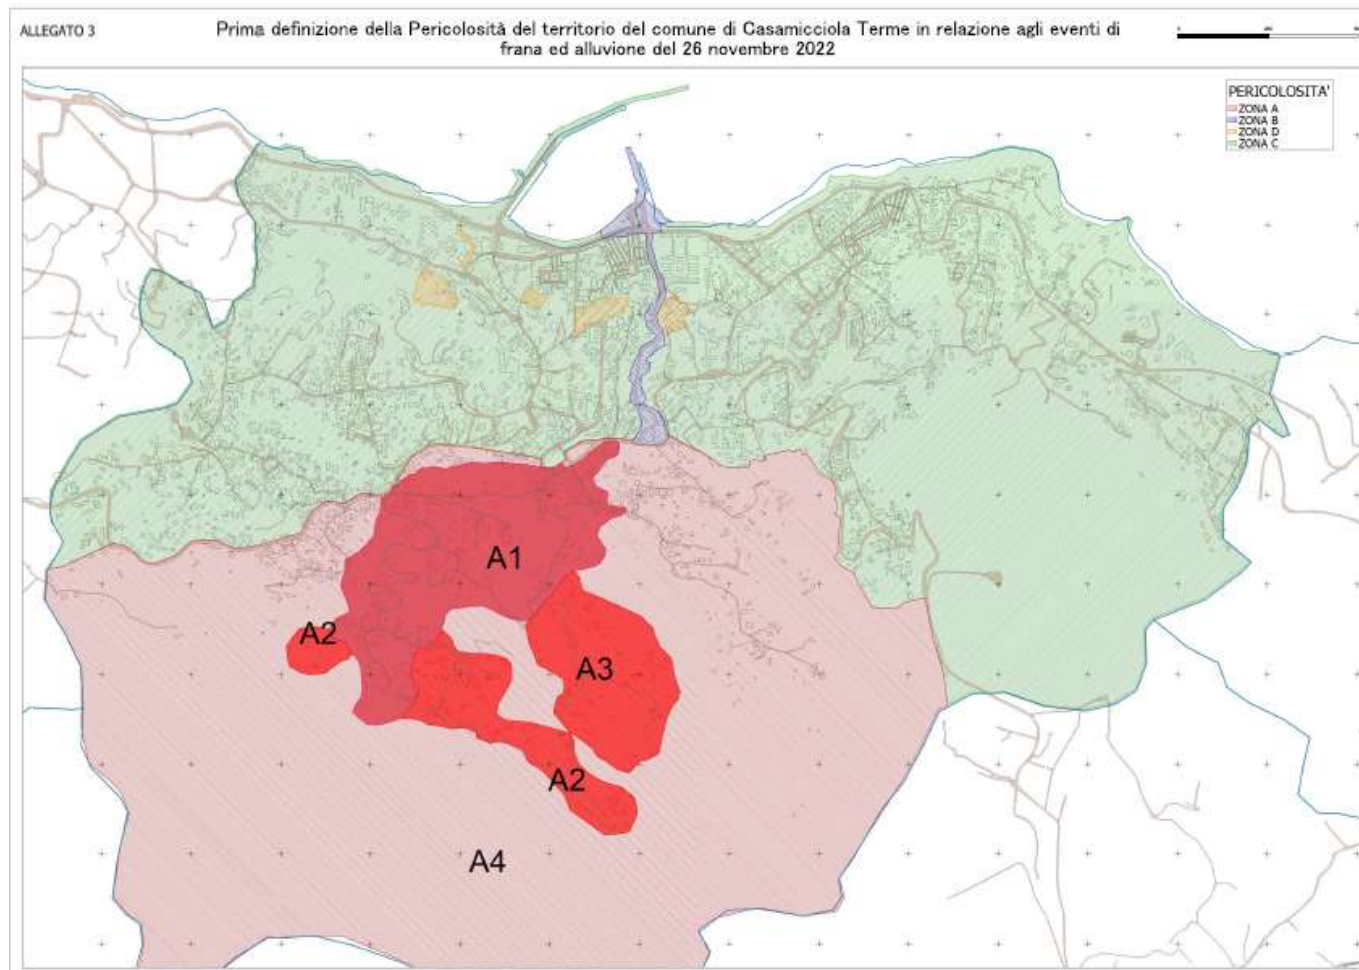 ALLEGATO 3
Prima definizione della Pericolosità del territorio del comune di Casamicciola Terme in relazione agli eventi di
frana ed alluvione del 26 novembre 2022
PERICOLOSITA'
ZONA A
ZONA B
ZONA D
ZONA C
A1
A2
A3
A2
A4